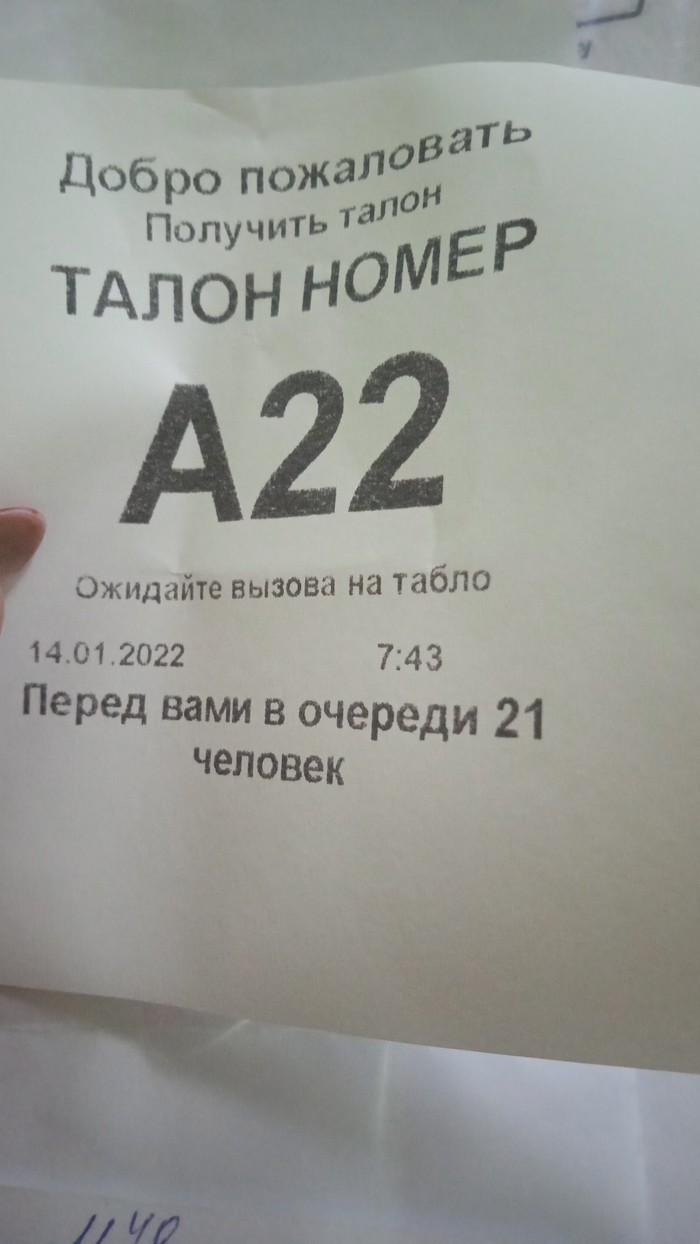 Добро пожаловать
Получить талон
ТАЛОН НОМЕР
А22
Ожидайте вызова на табло
14.01.2022 7:43
Перед вами в очереди 21
человек